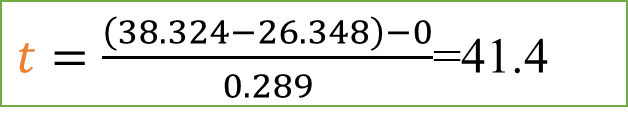 t = (38.324−26.348)−0 / 0.289 =41.4